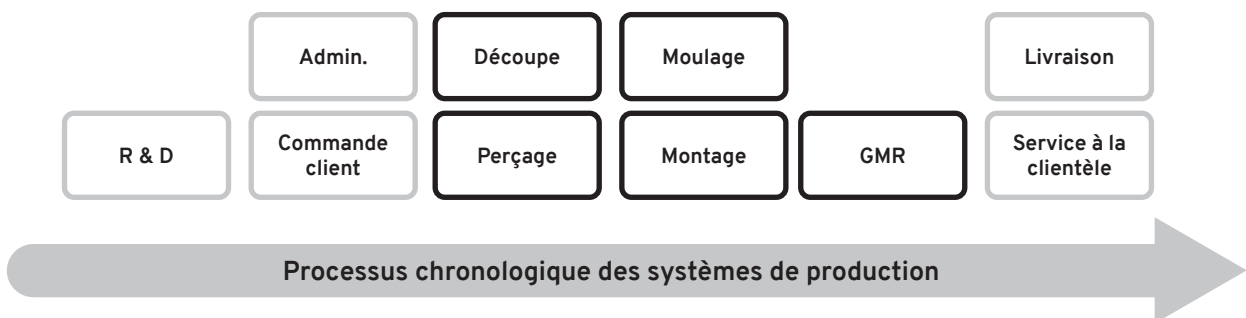 Admin.
Découpe
Moulage
Livraison
R & D
Commande
client
Perçage
Montage
GMR
Service à la
clientèle
Processus chronologique des systèmes de production